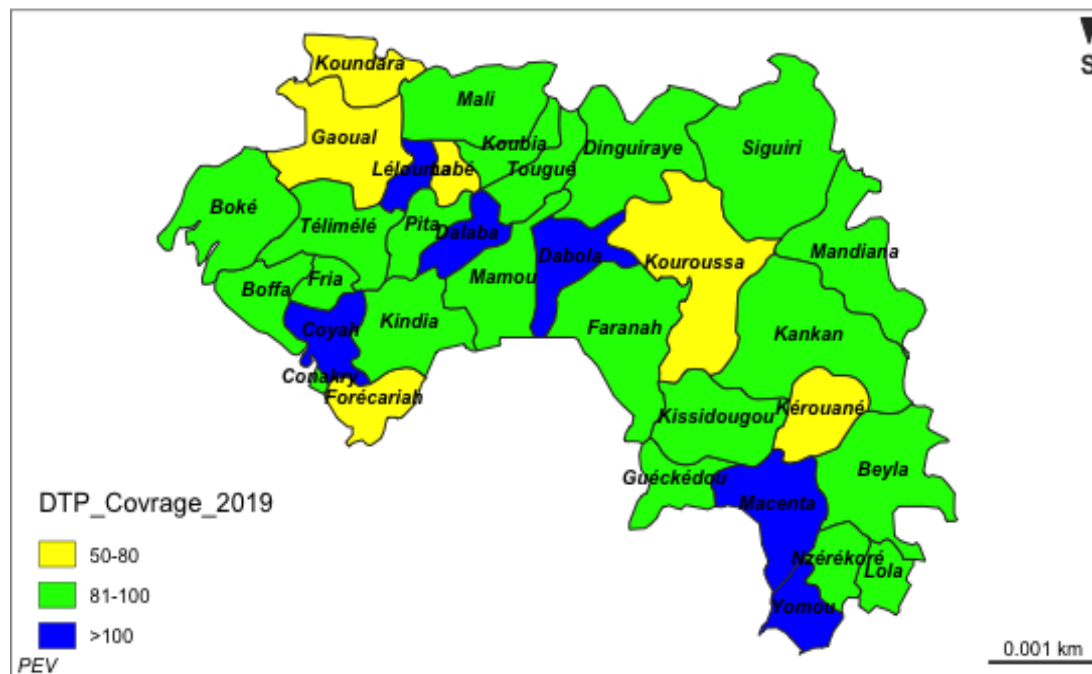 S
Koundara
Mali
Gaoual
Koubia
Dinguiraye
Siguiri
Lélouma
Labé
Tougué
Boké
Télimélé
Pita
Dalaba
Dabola
Kouroussa
Mandiana
Mamou
Fria
Boffa
Coyah
Kindia
Faranah
Kankan
Conakry
Forécariah
Kissidougou
Kérouané
Guéckédou
Beyla
Macenta
Nzérékoré
Lola
Yomou
DTP_Covrage_2019
50-80
81-100
>100
PEV
0.001 km